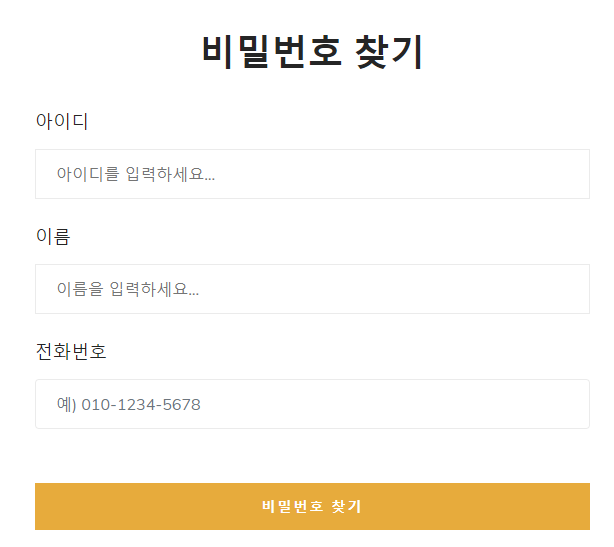 비밀번호 찾기
아이디
아이디를 입력하세요...
이름
이름을 입력하세요...
전화번호
예) 010-1234-5678
비밀번호 찾기